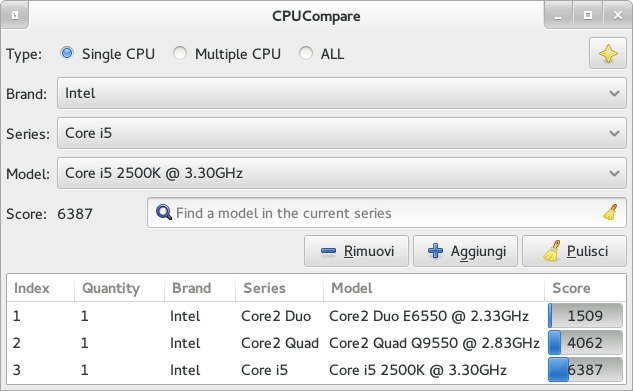 CPUCompare
Type: Single CPU Multiple CPU ALL
Brand: Intel
Series: Core i5
Model: Core i5 2500K @ 3.30GHz
Score: 6387 Find a model in the current series
Rimuovi Aggiungi Pulisci
Index Quantity Brand Series Model Score
1 1 Intel Core2 Duo Core2 Duo E6550 @ 2.33GHz 1509
2 1 Intel Core2 Quad Core2 Quad Q9550 @ 2.83GHz 4062
3 1 Intel Core i5 Core i5 2500K @ 3.30GHz 6387